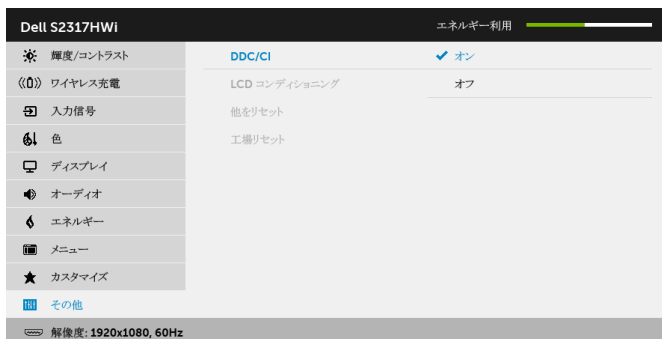 Dell S2317HWi エネルギー利用
輝度/コントラスト DDC/CI オン
ワイヤレス充電 LCD コンディショニング オフ
入力信号 他をリセット
色 工場リセット
ディスプレイ
オーディオ
エネルギー
メニュー
カスタマイズ
その他
解像度: 1920x1080, 60Hz